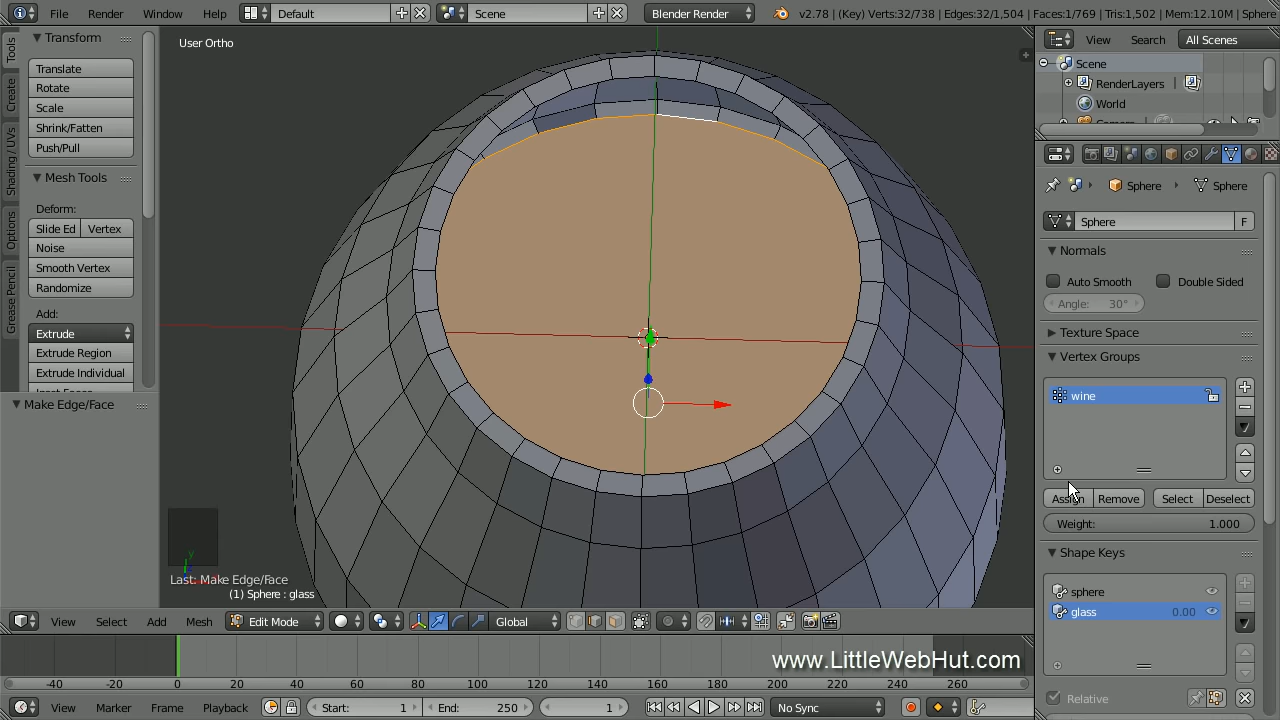 File Render Window Help Default Scene Blender Render v2.78 | (Key) Verts:32/738 | Edges:32/1,504 | Faces:1/769 | Tris:1,502 | Mem:12.10M | Sphere
Tools
Create
Shading / UVs
Options
Grease Pencil
Transform
Translate
Rotate
Scale
Shrink/Fatten
Push/Pull
Mesh Tools
Deform:
Slide Ed Vertex
Noise
Smooth Vertex
Randomize
Add:
Extrude
Extrude Region
Extrude Individual
Make Edge/Face
User Ortho
y
Last: Make Edge/Face
(1) Sphere : glass
View Select Add Mesh Edit Mode Global
View Search All Scenes
Scene
RenderLayers
World
Sphere Sphere
Sphere F
Normals
Auto Smooth Double Sided
Angle: 30°
Texture Space
Vertex Groups
wine
Assign Remove Select Deselect
Weight: 1.000
Shape Keys
sphere
glass 0.00
Relative
www.LittleWebHut.com
-40 -20 0 20 40 60 80 100 120 140 160 180 200 220 240 260
View Marker Frame Playback Start: 1 End: 250 1 No Sync